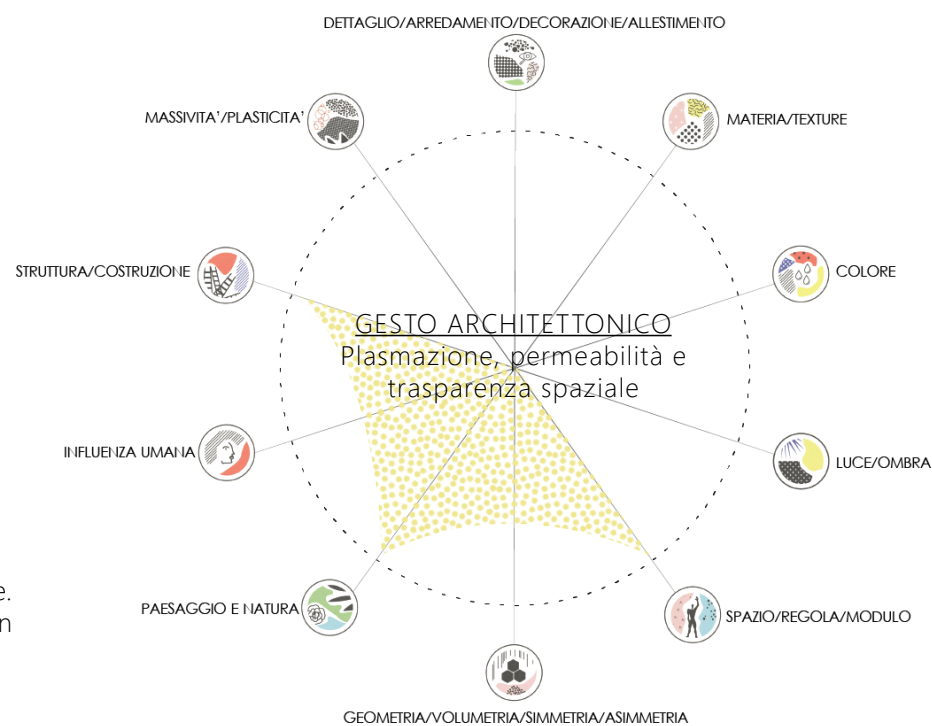 DETTAGLIO/ARREDAMENTO/DECORAZIONE/ALLESTIMENTO
MASSIVITA'/PLASTICITA'
MATERIA/TEXTURE
STRUTTURA/COSTRUZIONE
COLORE
GESTO ARCHITETTONICO
Plasmazione, permeabilità e
trasparenza spaziale
INFLUENZA UMANA
LUCE/OMBRA
e.
n
PAESAGGIO E NATURA
SPAZIO/REGOLA/MODULO
GEOMETRIA/VOLUMETRIA/SIMMETRIA/ASIMMETRIA